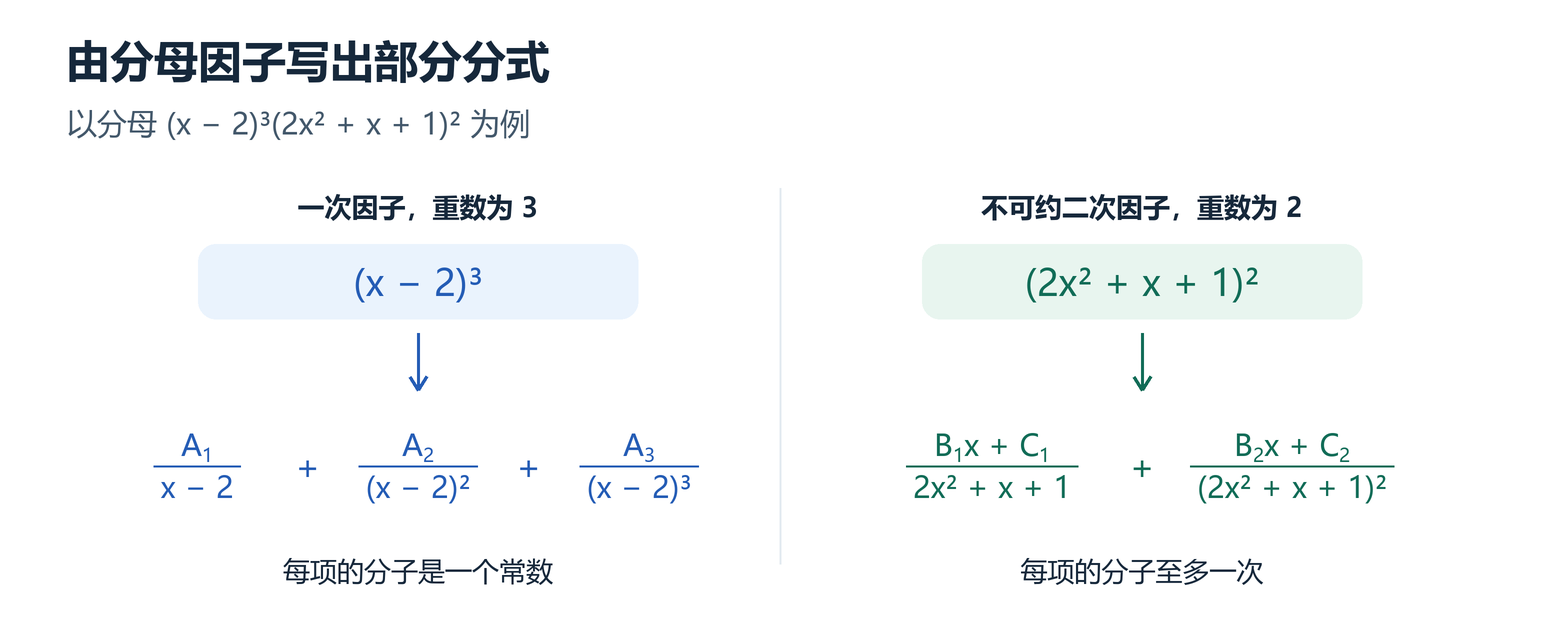 由分母因子写出部分分式
以分母 (x − 2)³(2x² + x + 1)² 为例
一次因子，重数为 3
(x − 2)³
A₁
x − 2
+
A₂
(x − 2)²
+
A₃
(x − 2)³
每项的分子是一个常数
不可约二次因子，重数为 2
(2x² + x + 1)²
B₁x + C₁
2x² + x + 1
+
B₂x + C₂
(2x² + x + 1)²
每项的分子至多一次